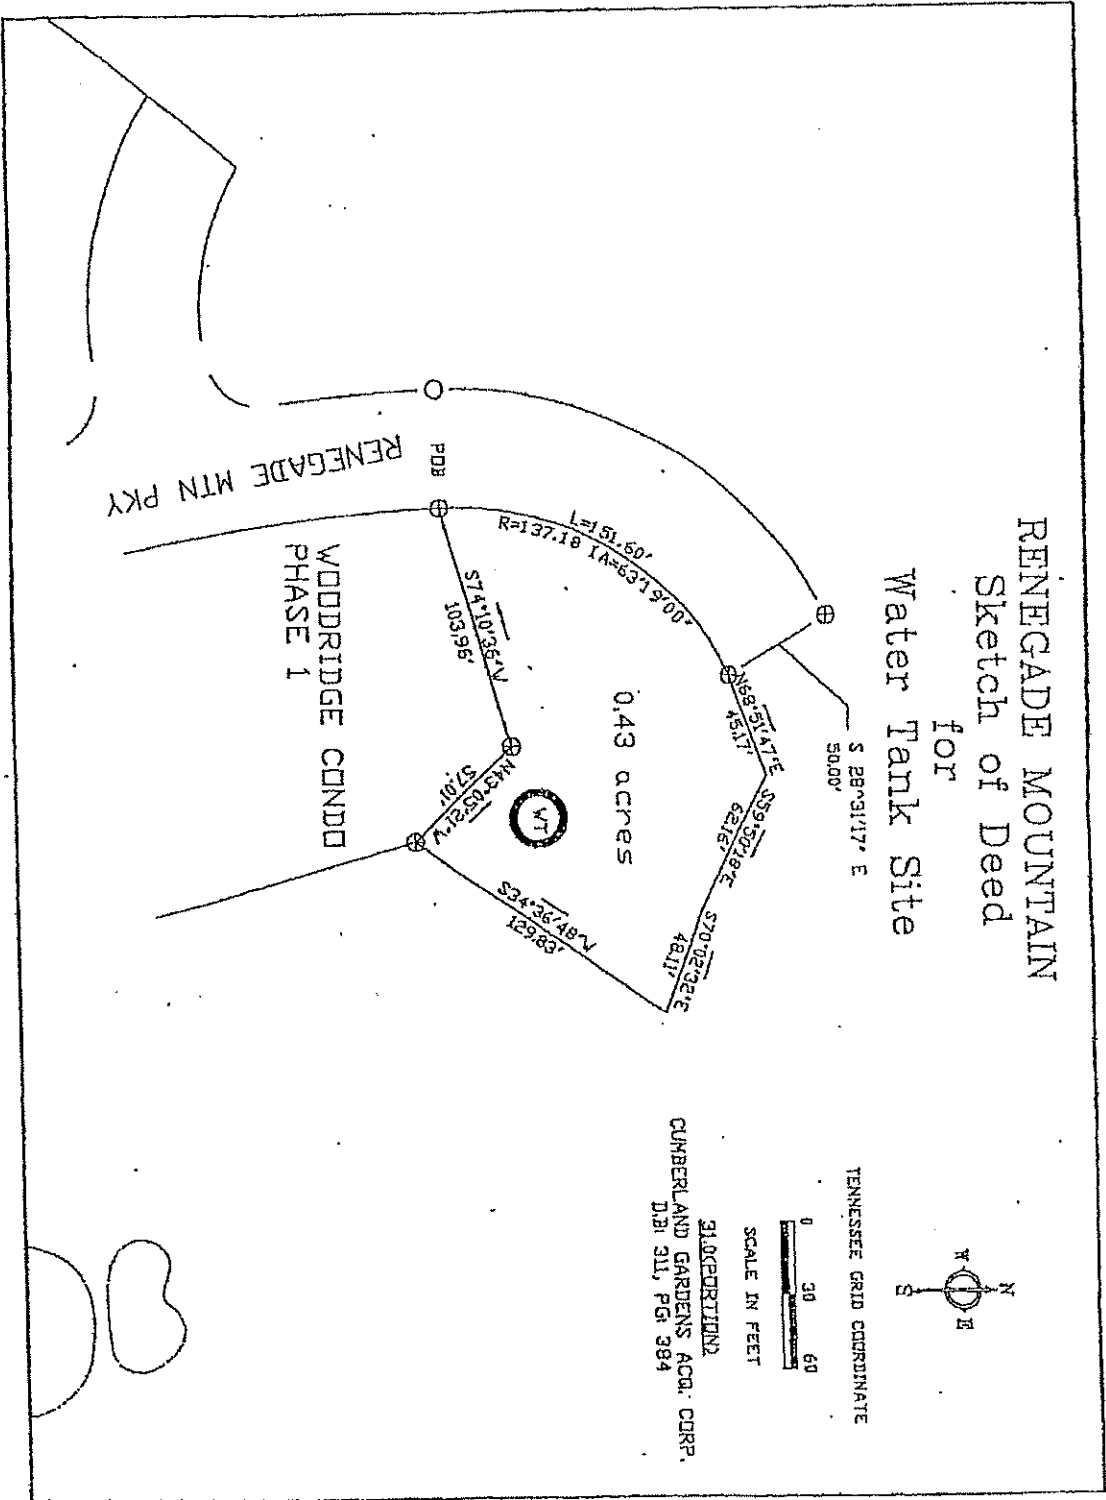 RENEGADE MOUNTAIN
Sketch of Deed
for
Water Tank Site
N
W
E
S
TENNESSEE GRID COORDINATE
0 30 60
SCALE IN FEET
31.0(PORTION)
CUMBERLAND GARDENS ACQ. CORP.
D.B: 311, PG: 384
S 28°31'17" E
50.00'
N68°51'47"E
45.17'
S59°50'18"E
62.16'
S70°02'32"E
48.11'
L=151.60'
R=137.18 IA=63°19'00"
0.43 acres
WT
S34°36'48"W
129.83'
N43°05'21"W
57.01'
S74°10'36"W
103.96'
POB
RENEGADE MTN PKY
WOODRIDGE CONDO
PHASE 1